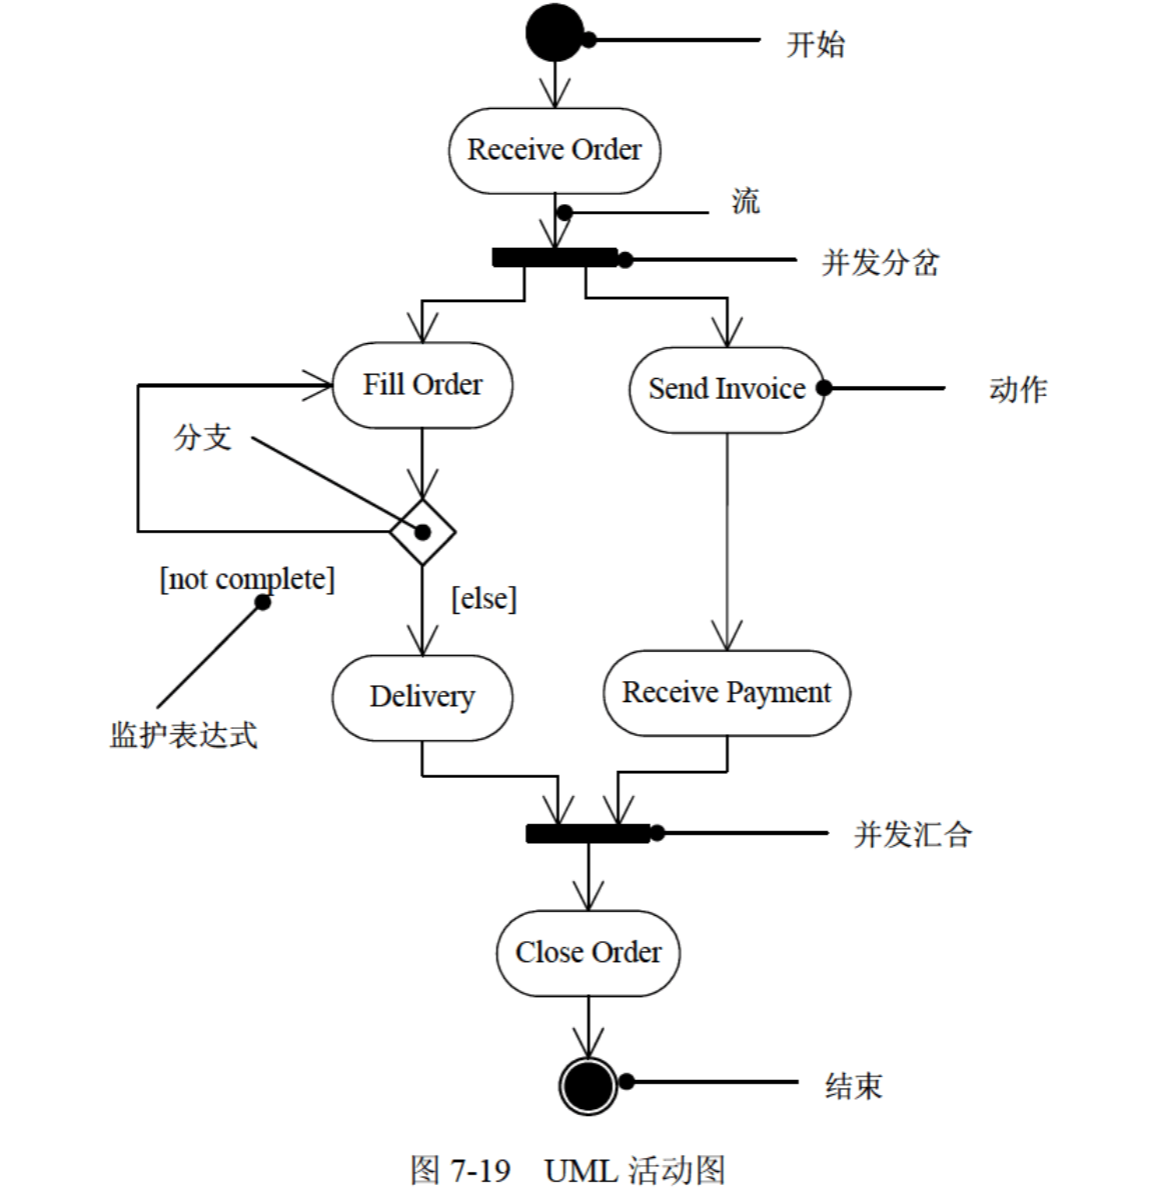 开始
Receive Order
流
并发分岔
Fill Order
Send Invoice
动作
分支
[not complete]
[else]
Delivery
Receive Payment
监护表达式
并发汇合
Close Order
结束
图 7-19 UML 活动图